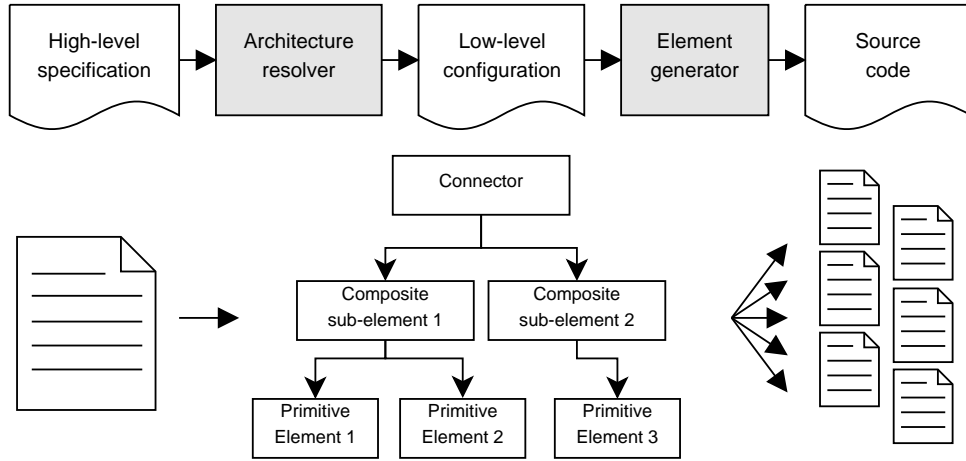 High-level
specification
Architecture
resolver
Low-level
configuration
Element
generator
Source
code
Connector
Composite
sub-element 1
Composite
sub-element 2
Primitive
Element 1
Primitive
Element 2
Primitive
Element 3